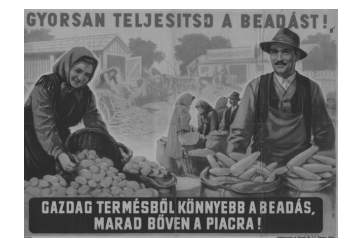 GYORSAN TELJESITSD A BEADÁST!
GAZDAG TERMÉSBŐL KÖNNYEBB A BEADÁS,
MARAD BŐVEN A PIACRA!